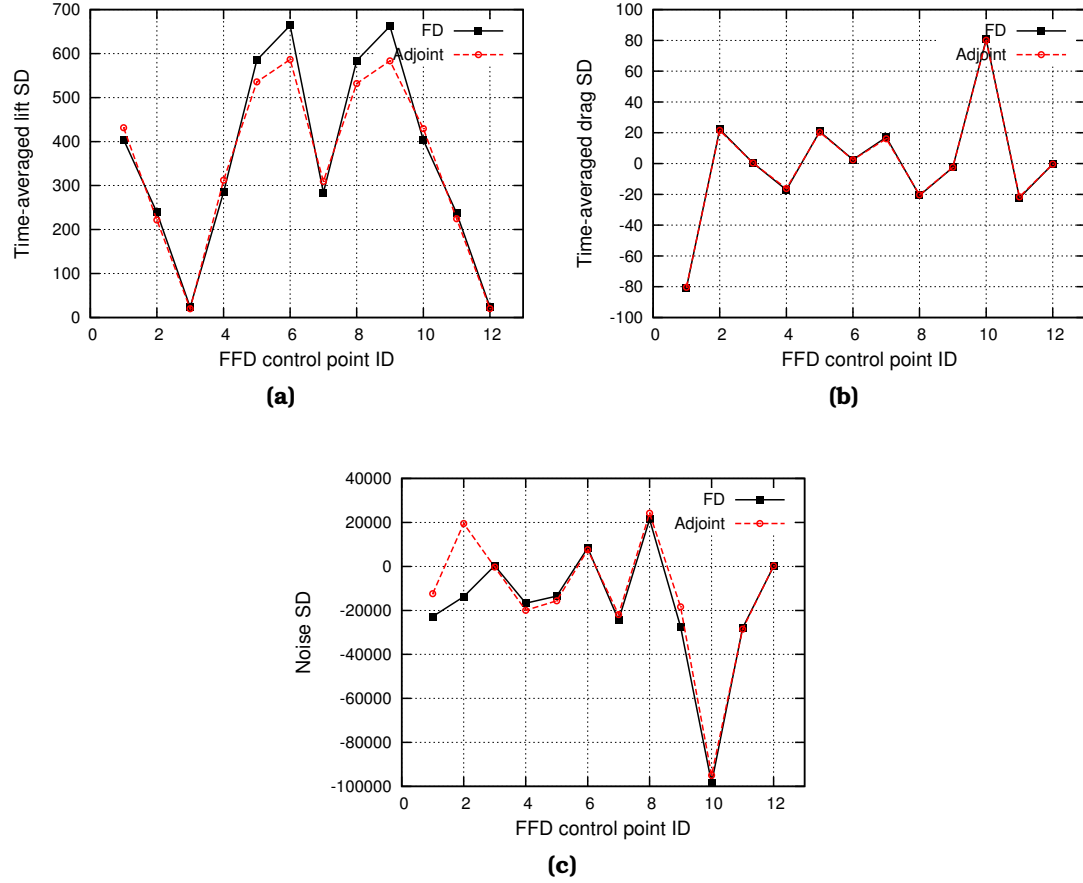 Time-averaged lift SD
700
600
500
400
300
200
100
0
0 2 4 6 8 10 12
FFD control point ID
FD
Adjoint
(a)
Time-averaged drag SD
100
80
60
40
20
0
-20
-40
-60
-80
-100
0 2 4 6 8 10 12
FFD control point ID
FD
Adjoint
(b)
Noise SD
40000
20000
0
-20000
-40000
-60000
-80000
-100000
0 2 4 6 8 10 12
FFD control point ID
FD
Adjoint
(c)